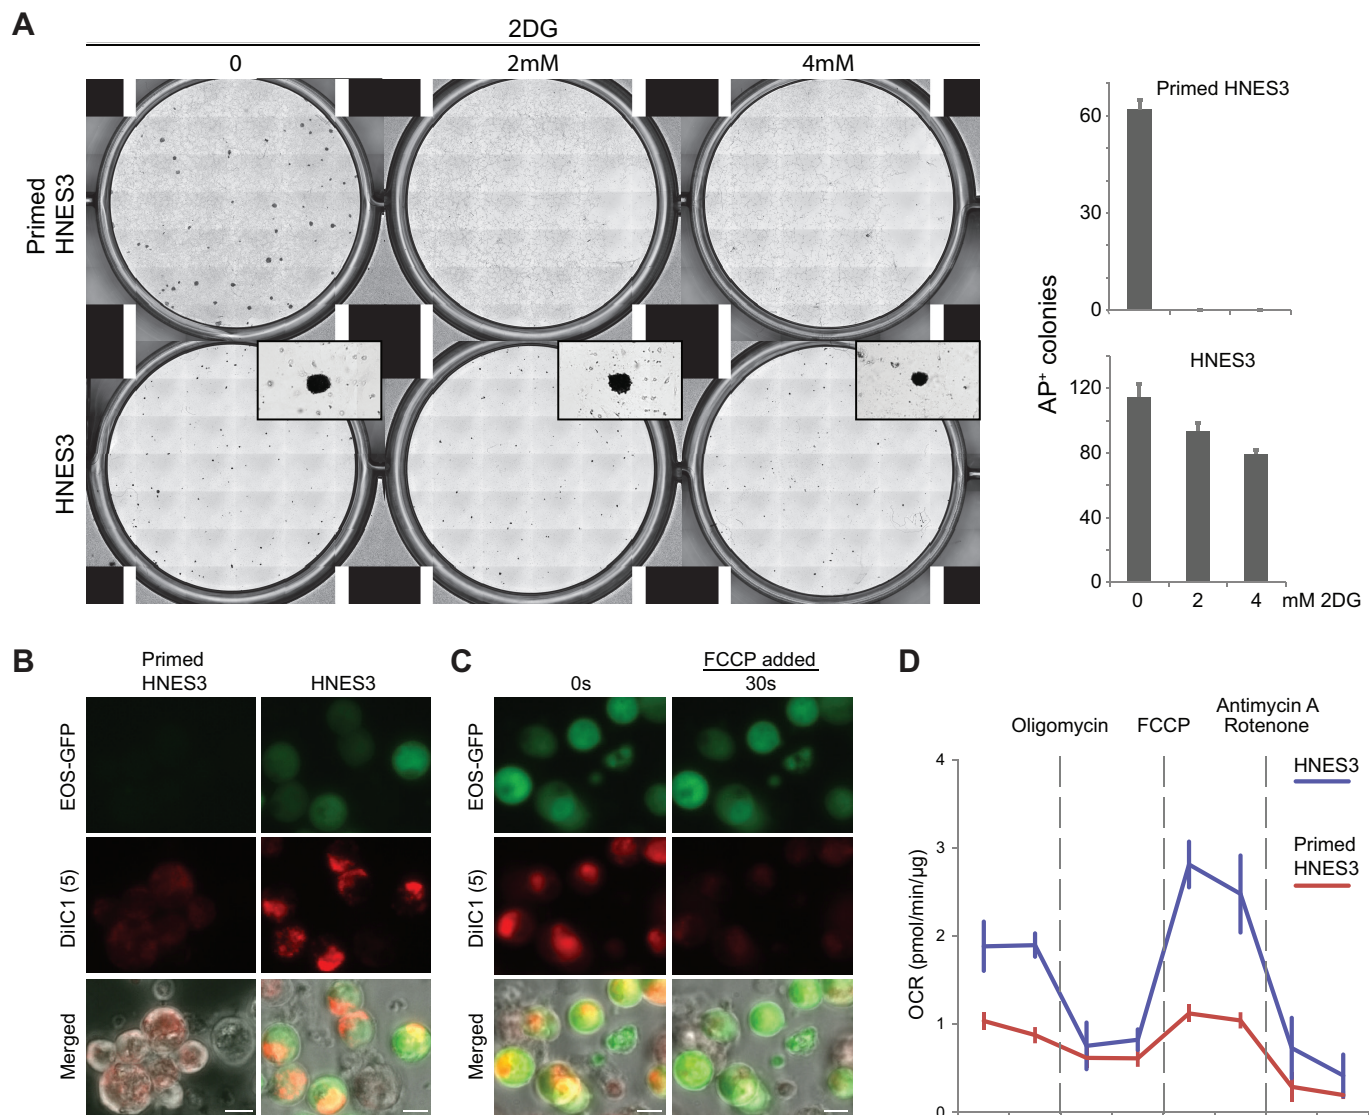 A
2DG
0
2mM
4mM
Primed
HNES3
HNES3
AP+ colonies
Primed HNES3
60
30
0
HNES3
120
80
40
0
0
2
4
mM 2DG
B
Primed
HNES3
HNES3
EOS-GFP
DilC1 (5)
Merged
C
FCCP added
0s
30s
EOS-GFP
DilC1 (5)
Merged
D
Oligomycin
FCCP
Antimycin A
Rotenone
HNES3
Primed
HNES3
OCR (pmol/min/µg)
4
3
2
1
0